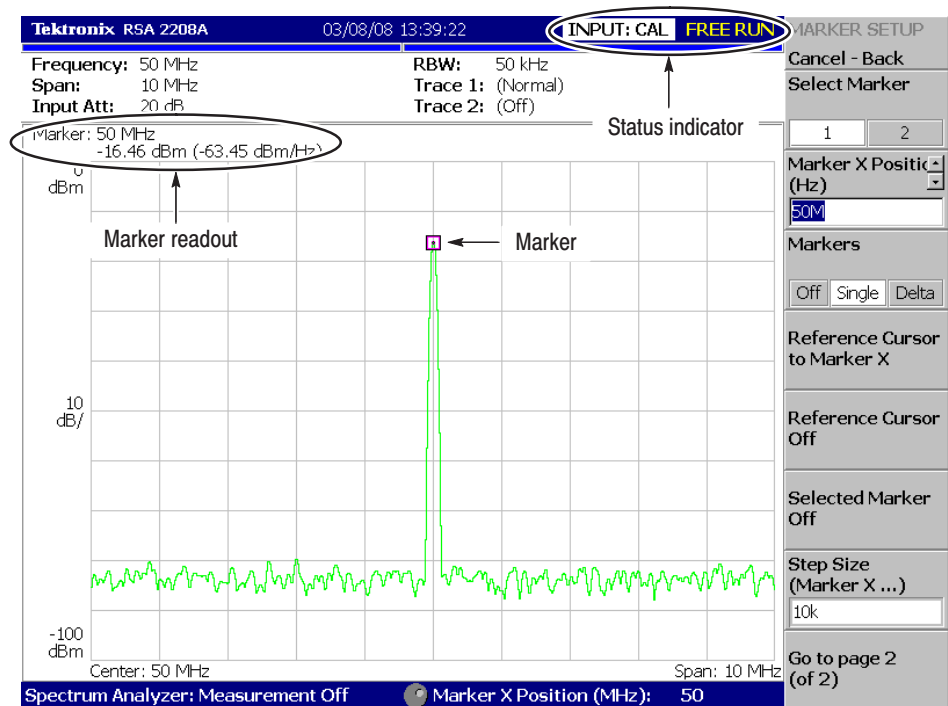 Tektronix RSA 2208A 03/08/08 13:39:22 INPUT: CAL FREE RUN
Frequency: 50 MHz RBW: 50 kHz
Span: 10 MHz Trace 1: (Normal)
Input Att: 20 dB Trace 2: (Off)
Status indicator
Marker: 50 MHz
-16.46 dBm (-63.45 dBm/Hz)
0
dBm
Marker readout
Marker
10
dB/
-100
dBm
Center: 50 MHz Span: 10 MHz
Spectrum Analyzer: Measurement Off Marker X Position (MHz): 50
MARKER SETUP
Cancel - Back
Select Marker
1 2
Marker X Positic
(Hz)
50M
Markers
Off Single Delta
Reference Cursor
to Marker X
Reference Cursor
Off
Selected Marker
Off
Step Size
(Marker X ...)
10k
Go to page 2
(of 2)